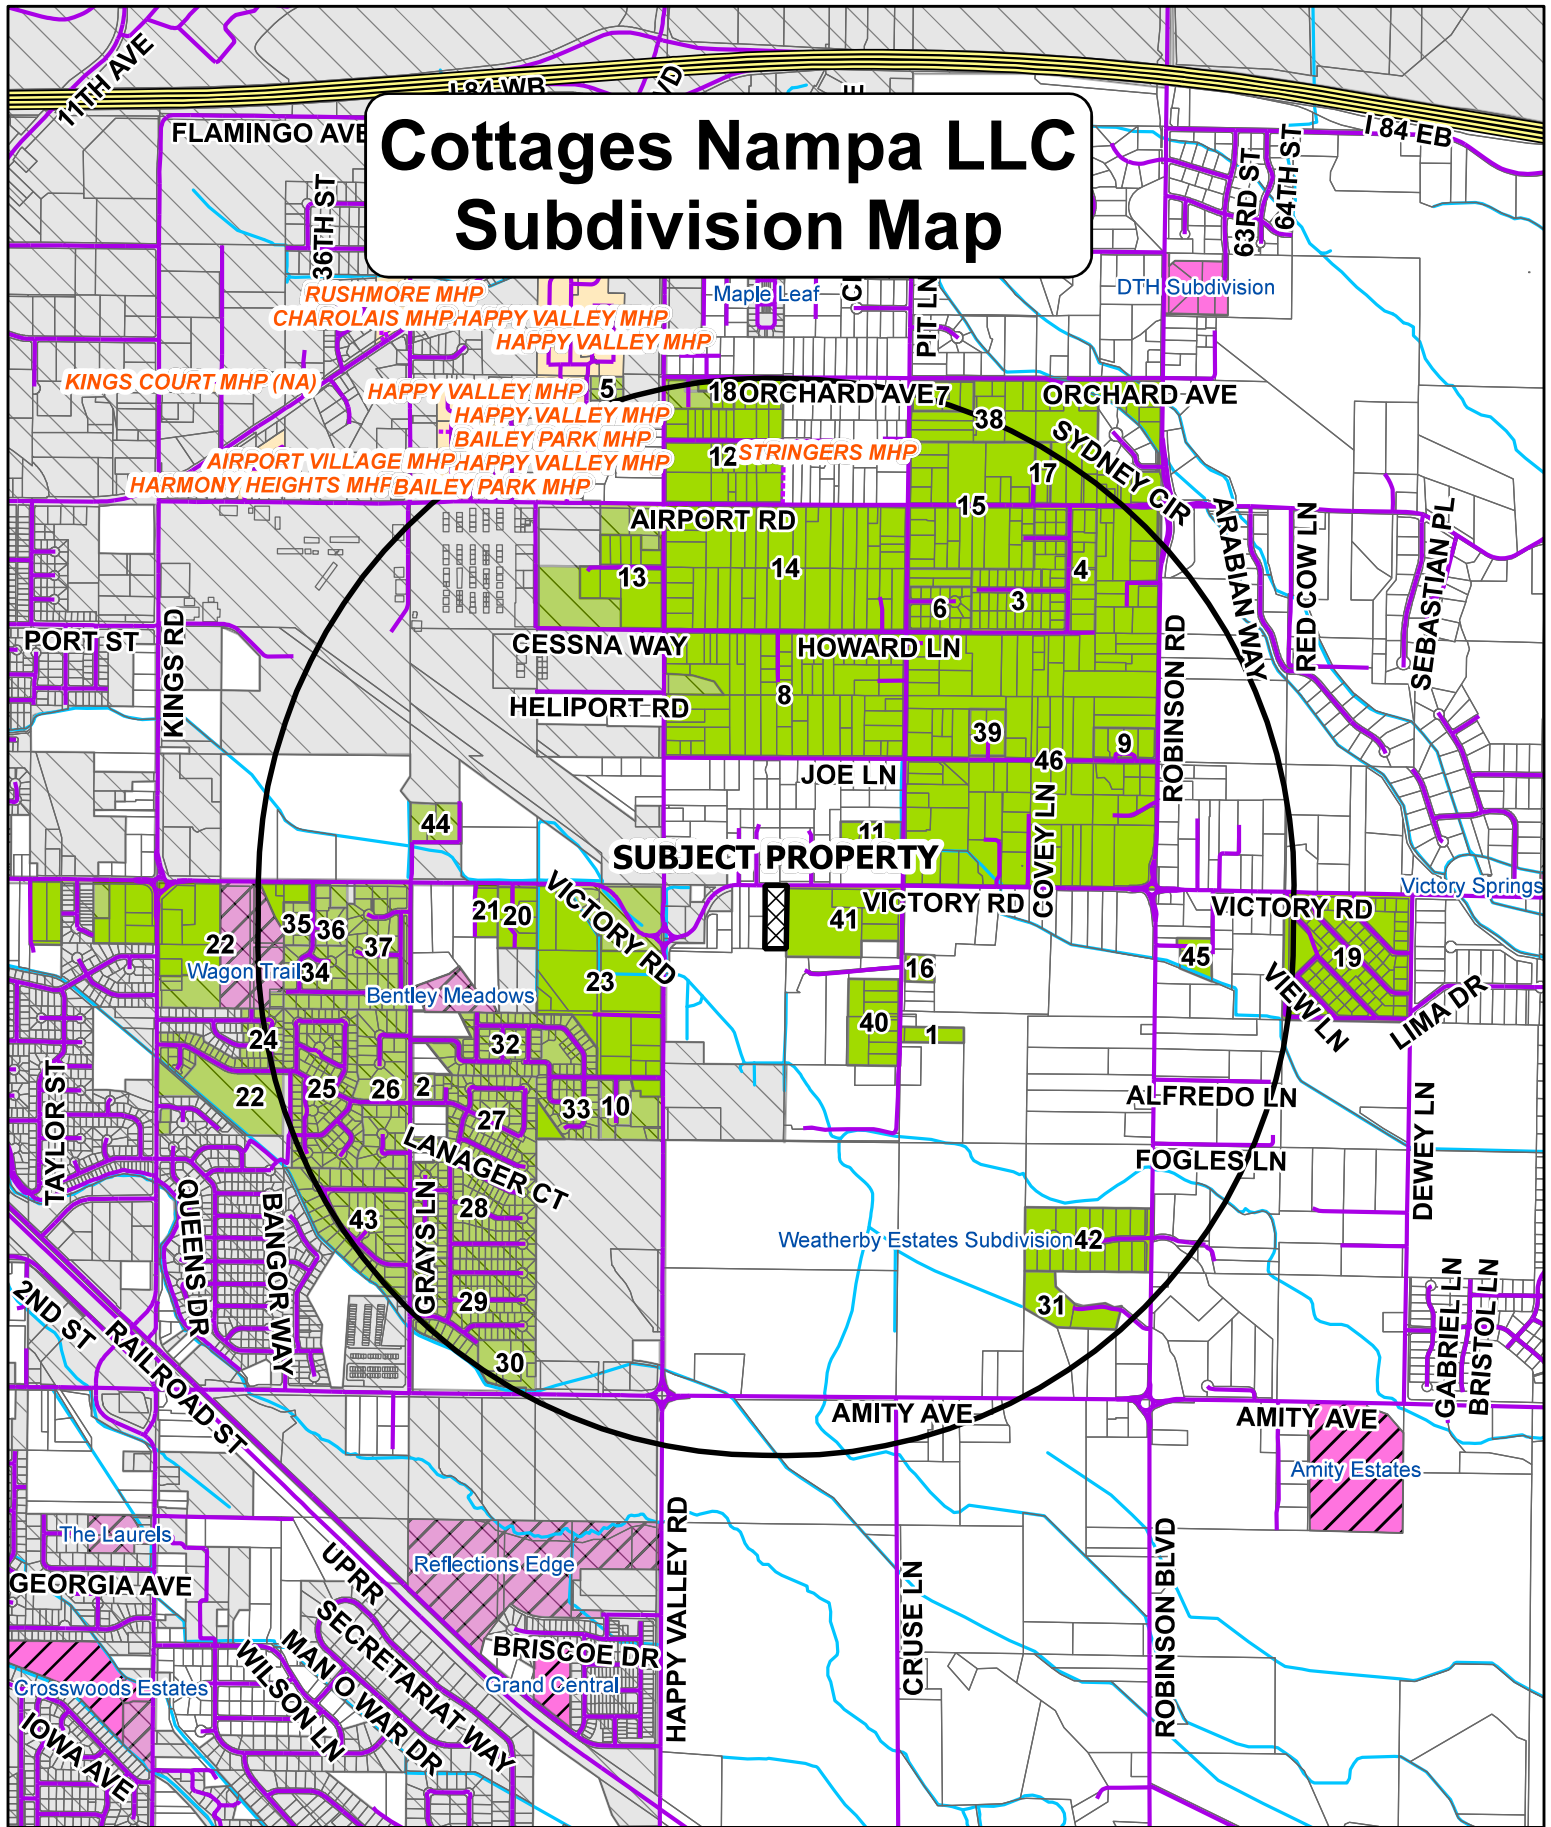 11TH AVE
I 84 WB
I 84 EB
FLAMINGO AVE
Cottages Nampa LLC
Subdivision Map
36TH ST
63RD ST
64TH ST
RUSHMORE MHP
CHAROLAIS MHP
HAPPY VALLEY MHP
HAPPY VALLEY MHP
Maple Leaf
PIT LN
DTH Subdivision
KINGS COURT MHP (NA)
HAPPY VALLEY MHP
5
18
ORCHARD AVE
7
38
ORCHARD AVE
HAPPY VALLEY MHP
BAILEY PARK MHP
AIRPORT VILLAGE MHP
HAPPY VALLEY MHP
HARMONY HEIGHTS MHP
BAILEY PARK MHP
12
STRINGERS MHP
17
SYDNEY CIR
15
AIRPORT RD
ARABIAN WAY
RED COW LN
SEBASTIAN PL
13
14
4
6
3
PORT ST
KINGS RD
CESSNA WAY
HOWARD LN
ROBINSON RD
HELIPORT RD
8
39
9
46
JOE LN
COVEY LN
44
11
SUBJECT PROPERTY
VICTORY RD
21
20
41
VICTORY RD
VICTORY RD
Victory Springs
22
35
36
37
Wagon Trail
34
Bentley Meadows
23
16
45
19
VIEW LN
LIMA DR
24
32
40
1
TAYLOR ST
22
25
26
2
27
33
10
ALFREDO LN
DEWEY LN
LANAGER CT
FOGLES LN
QUEENS DR
BANGOR WAY
43
GRAYS LN
28
Weatherby Estates Subdivision
42
29
31
30
2ND ST
RAILROAD ST
GABRIEL LN
BRISTOL LN
AMITY AVE
AMITY AVE
Amity Estates
The Laurels
GEORGIA AVE
UPRR
Reflections Edge
HAPPY VALLEY RD
CRUSE LN
ROBINSON BLVD
SECRETARIAT WAY
MAN O WAR DR
WILSON LN
BRISCOE DR
Grand Central
Crosswoods Estates
IOWA AVE